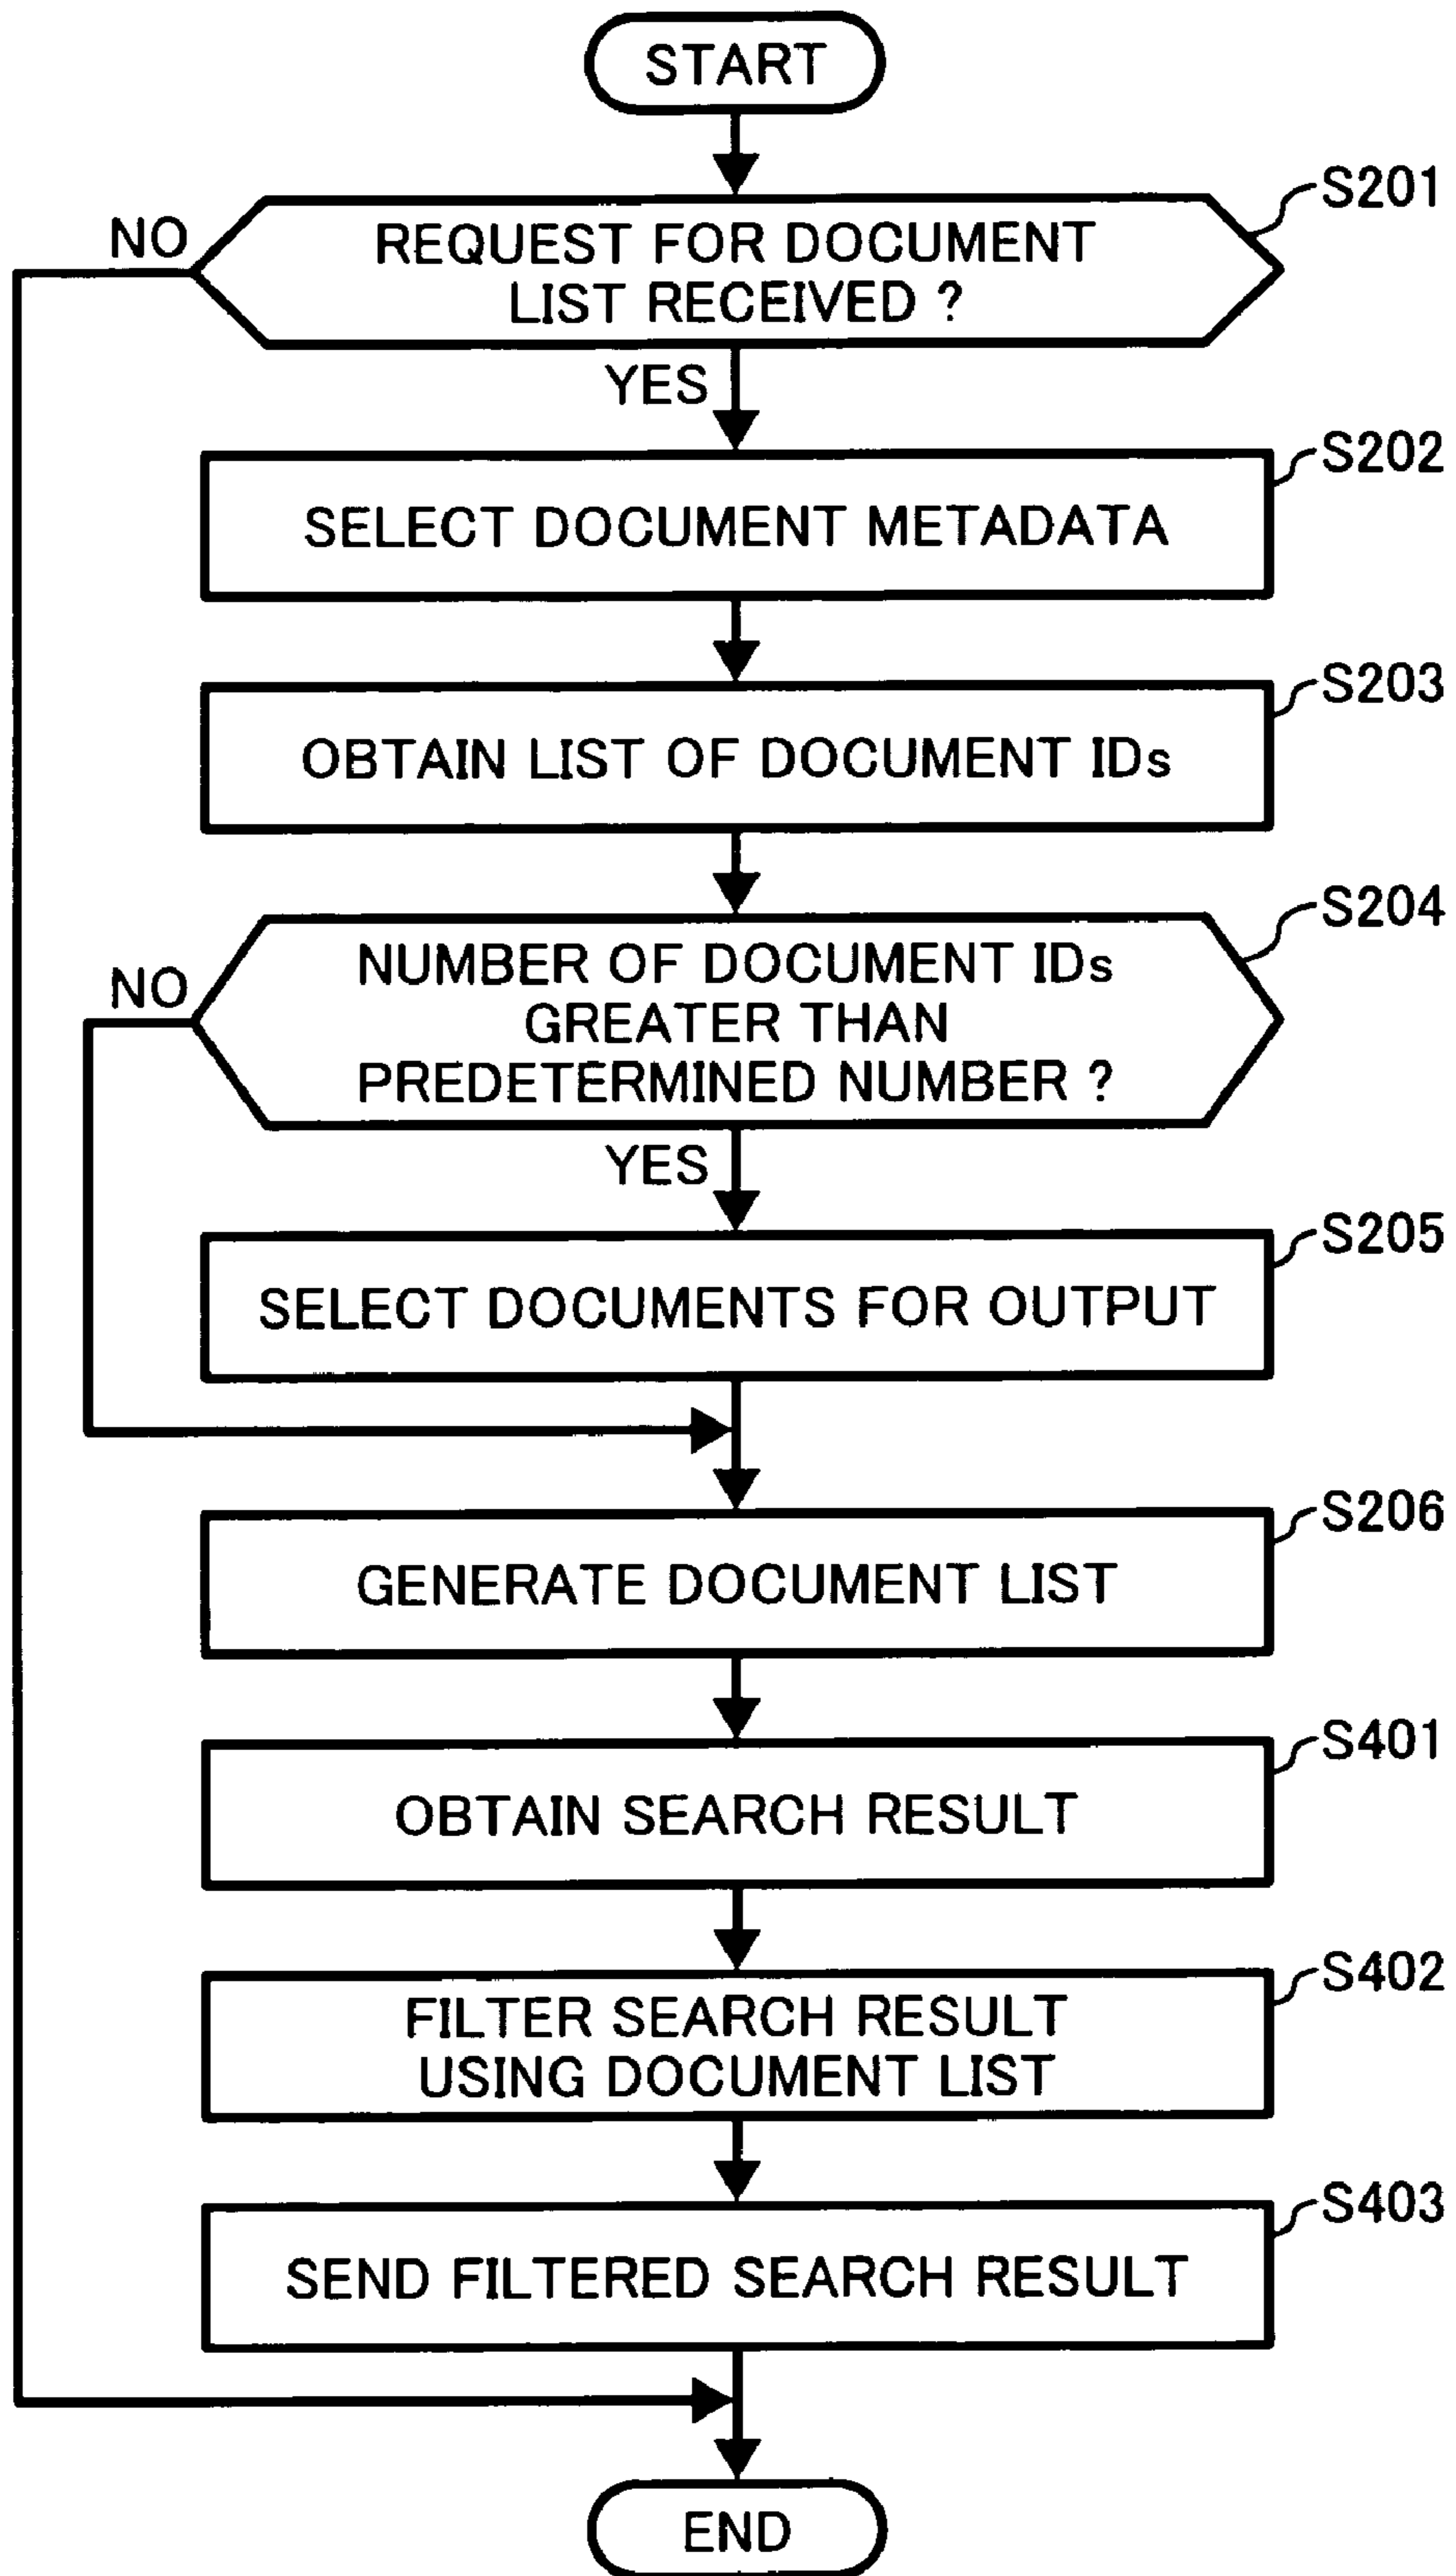 START
S201
NO
REQUEST FOR DOCUMENT
LIST RECEIVED ?
YES
S202
SELECT DOCUMENT METADATA
S203
OBTAIN LIST OF DOCUMENT IDs
S204
NO
NUMBER OF DOCUMENT IDs
GREATER THAN
PREDETERMINED NUMBER ?
YES
S205
SELECT DOCUMENTS FOR OUTPUT
S206
GENERATE DOCUMENT LIST
S401
OBTAIN SEARCH RESULT
S402
FILTER SEARCH RESULT
USING DOCUMENT LIST
S403
SEND FILTERED SEARCH RESULT
END